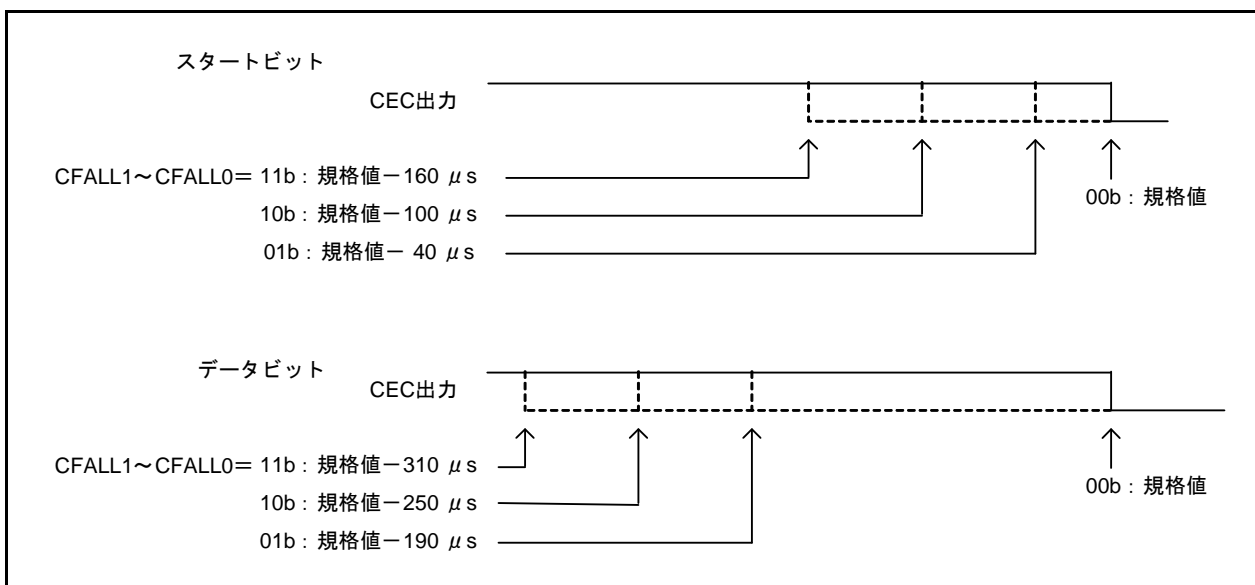 スタートビット
CEC出力
CFALL1～CFALL0＝ 11b : 規格値－160 μs
10b : 規格値－100 μs
01b : 規格値－ 40 μs
00b : 規格値
データビット
CEC出力
CFALL1～CFALL0＝ 11b : 規格値－310 μs
10b : 規格値－250 μs
01b : 規格値－190 μs
00b : 規格値